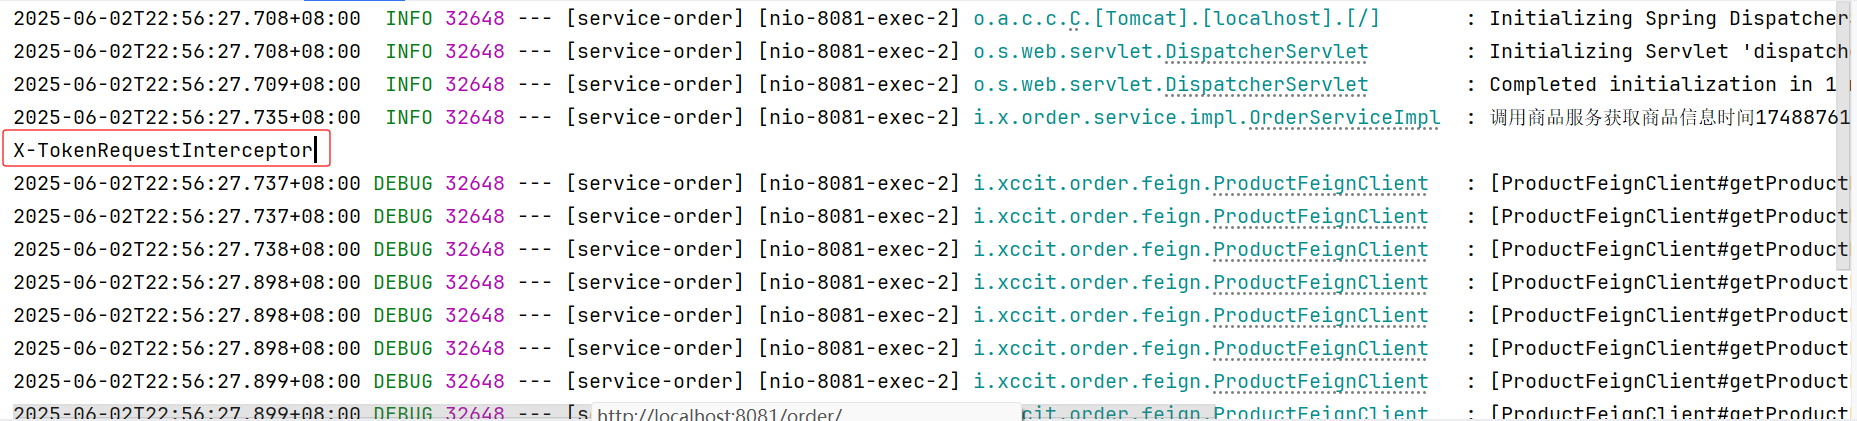 2025-06-02T22:56:27.708+08:00  INFO 32648 --- [service-order] [nio-8081-exec-2] o.a.c.c.C.[Tomcat].[localhost].[/]       : Initializing Spring Dispatcher
2025-06-02T22:56:27.708+08:00  INFO 32648 --- [service-order] [nio-8081-exec-2] o.s.web.servlet.DispatcherServlet        : Initializing Servlet 'dispatch
2025-06-02T22:56:27.709+08:00  INFO 32648 --- [service-order] [nio-8081-exec-2] o.s.web.servlet.DispatcherServlet        : Completed initialization in 1
2025-06-02T22:56:27.735+08:00  INFO 32648 --- [service-order] [nio-8081-exec-2] i.x.order.service.impl.OrderServiceImpl  : 调用商品服务获取商品信息时间17488761
X-TokenRequestInterceptor
2025-06-02T22:56:27.737+08:00 DEBUG 32648 --- [service-order] [nio-8081-exec-2] i.xccit.order.feign.ProductFeignClient   : [ProductFeignClient#getProduct
2025-06-02T22:56:27.737+08:00 DEBUG 32648 --- [service-order] [nio-8081-exec-2] i.xccit.order.feign.ProductFeignClient   : [ProductFeignClient#getProduct
2025-06-02T22:56:27.738+08:00 DEBUG 32648 --- [service-order] [nio-8081-exec-2] i.xccit.order.feign.ProductFeignClient   : [ProductFeignClient#getProduct
2025-06-02T22:56:27.898+08:00 DEBUG 32648 --- [service-order] [nio-8081-exec-2] i.xccit.order.feign.ProductFeignClient   : [ProductFeignClient#getProduct
2025-06-02T22:56:27.898+08:00 DEBUG 32648 --- [service-order] [nio-8081-exec-2] i.xccit.order.feign.ProductFeignClient   : [ProductFeignClient#getProduct
2025-06-02T22:56:27.898+08:00 DEBUG 32648 --- [service-order] [nio-8081-exec-2] i.xccit.order.feign.ProductFeignClient   : [ProductFeignClient#getProduct
2025-06-02T22:56:27.899+08:00 DEBUG 32648 --- [service-order] [nio-8081-exec-2] i.xccit.order.feign.ProductFeignClient   : [ProductFeignClient#getProduct
2025-06-02T22:56:27.899+08:00 DEBUG 32648 --- [s http://localhost:8081/order/ ccit.order.feign.ProductFeignClient   : [ProductFeignClient#getProduct